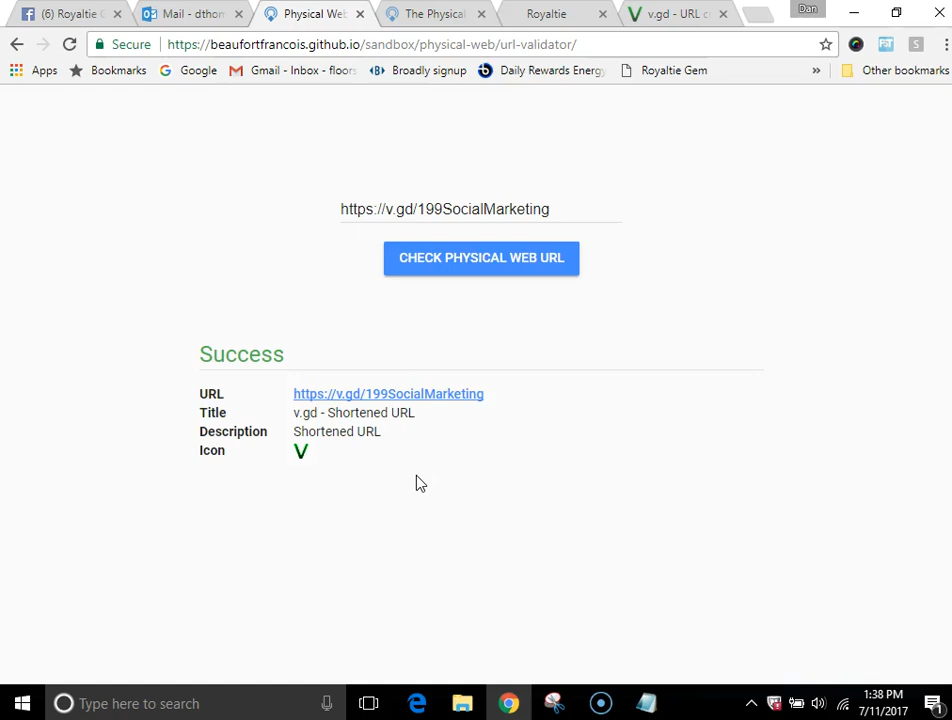 (6) Royaltie G
Mail - dthom
Physical Web
The Physical
Royaltie
v.gd - URL c
Dan
Secure
https://beaufortfrancois.github.io/sandbox/physical-web/url-validator/
S
Apps
Bookmarks
Google
Gmail - Inbox - floors
Broadly signup
Daily Rewards Energy
Royaltie Gem
»
Other bookmarks
https://v.gd/199SocialMarketing
CHECK PHYSICAL WEB URL
Success
URL https://v.gd/199SocialMarketing
Title v.gd - Shortened URL
Description Shortened URL
Icon V
Type here to search
1:38 PM
7/11/2017
1